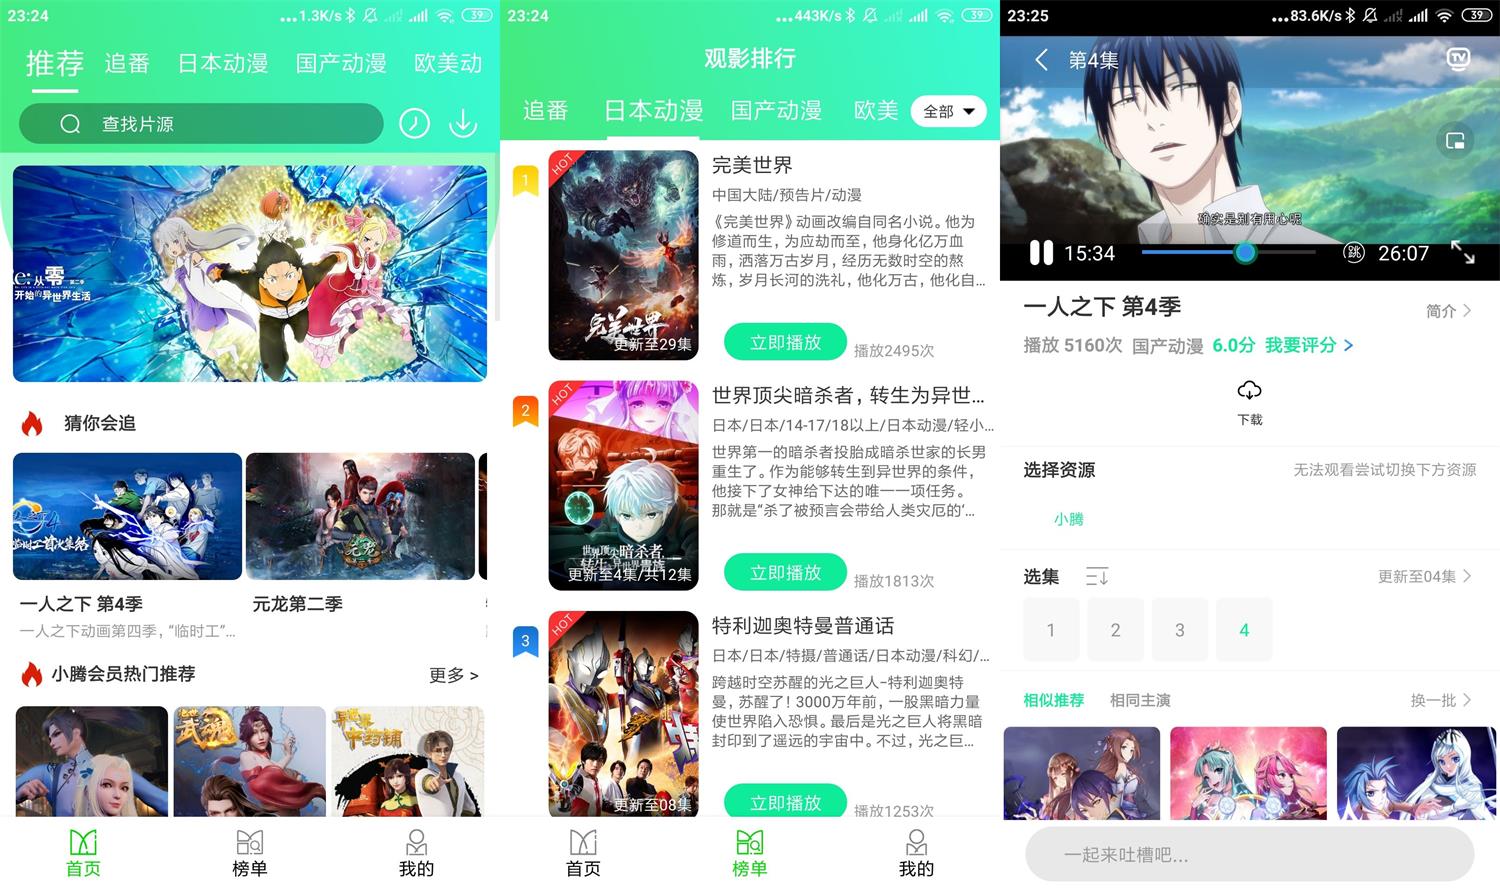 23:24
...1.3K/s
39
推荐
追番
日本动漫
国产动漫
欧美动
查找片源
Re:从零
第二季
开始的异世界生活
猜你会追
一人之下 第4季
一人之下动画第四季，“临时工”...
元龙第二季
小腾会员热门推荐
更多 >
首页
榜单
我的
23:24
...443K/s
39
观影排行
追番
日本动漫
国产动漫
欧美
全部
1
HOT
完美世界
更新至29集
完美世界
中国大陆/预告片/动漫
《完美世界》动画改编自同名小说。他为
修道而生，为应劫而至，他身化亿万血
雨，洒落万古岁月，经历无数时空的熬
炼，岁月长河的洗礼，他化万古，他化自...
立即播放
播放2495次
2
HOT
世界顶尖暗杀者
转生为异世界贵族
更新至4集/共12集
世界顶尖暗杀者，转生为异世...
日本/日本/14-17/18以上/日本动漫/轻小...
世界第一的暗杀者投胎成暗杀世家的长男
重生了。作为能够转生到异世界的条件，
他接下了女神给下达的唯一一项任务。
那就是“杀了被预言会带给人类灾厄的‘...
立即播放
播放1813次
3
HOT
更新至08集
特利迦奥特曼普通话
日本/日本/特摄/普通话/日本动漫/科幻/...
跨越时空苏醒的光之巨人-特利迦奥特
曼，苏醒了！3000万年前，一股黑暗力量
使世界陷入恐惧。最后是光之巨人将黑暗
封印到了遥远的宇宙中。不过，光之巨...
立即播放
播放1253次
首页
榜单
我的
23:25
...83.6K/s
39
第4集
TV
确实是别有用心呢
15:34
跳
26:07
一人之下 第4季
简介
播放 5160次
国产动漫
6.0分
我要评分
下载
选择资源
无法观看尝试切换下方资源
小腾
选集
更新至04集
1
2
3
4
相似推荐
相同主演
换一批
一起来吐槽吧...